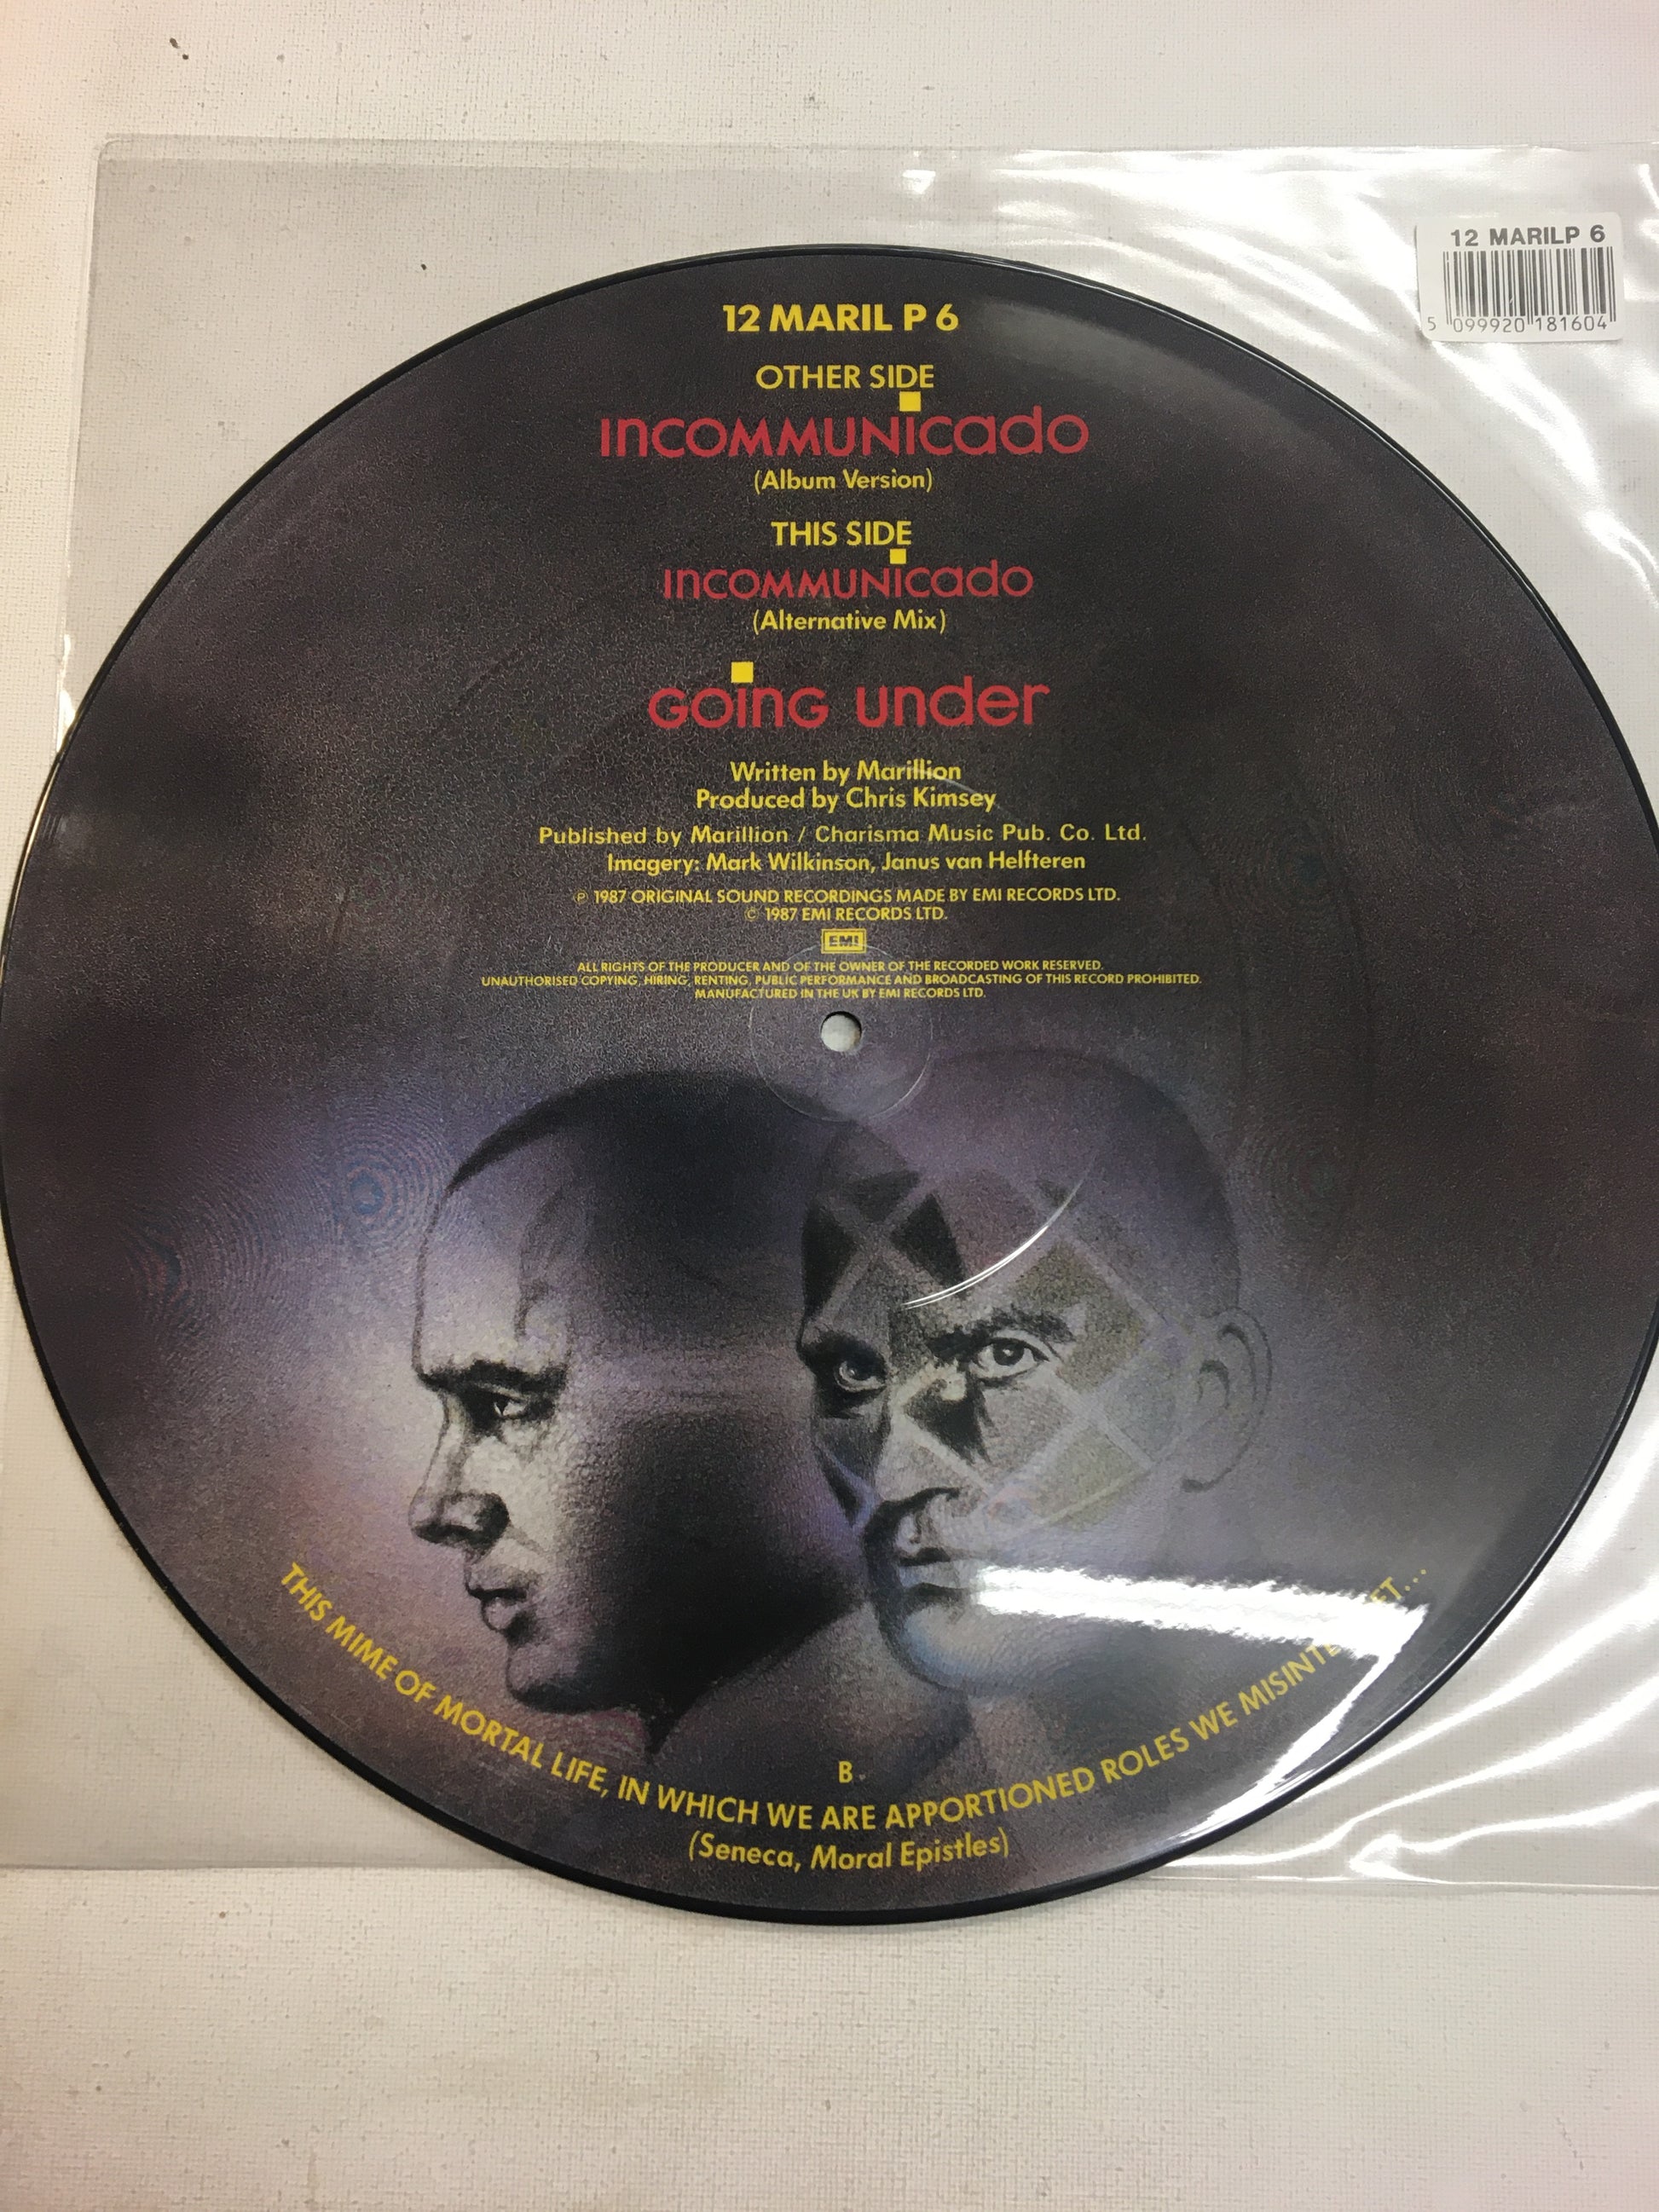 12 MARILP 6
5 099920 181604
12 MARIL P 6
OTHER SIDE
incommunicado
(Album Version)
THIS SIDE
incommunicado
(Alternative Mix)
Going under
Written by Marillion
Produced by Chris Kimsey
Published by Marillion / Charisma Music Pub. Co. Ltd.
Imagery: Mark Wilkinson, Janus van Helfteren
℗ 1987 ORIGINAL SOUND RECORDINGS MADE BY EMI RECORDS LTD.
© 1987 EMI RECORDS LTD.
EMI
ALL RIGHTS OF THE PRODUCER AND OF THE OWNER OF THE RECORDED WORK RESERVED.
UNAUTHORISED COPYING, HIRING, RENTING, PUBLIC PERFORMANCE AND BROADCASTING OF THIS RECORD PROHIBITED.
MANUFACTURED IN THE UK BY EMI RECORDS LTD.
B
THIS MIME OF MORTAL LIFE, IN WHICH WE ARE APPORTIONED ROLES WE
(Seneca, Moral Epistles)